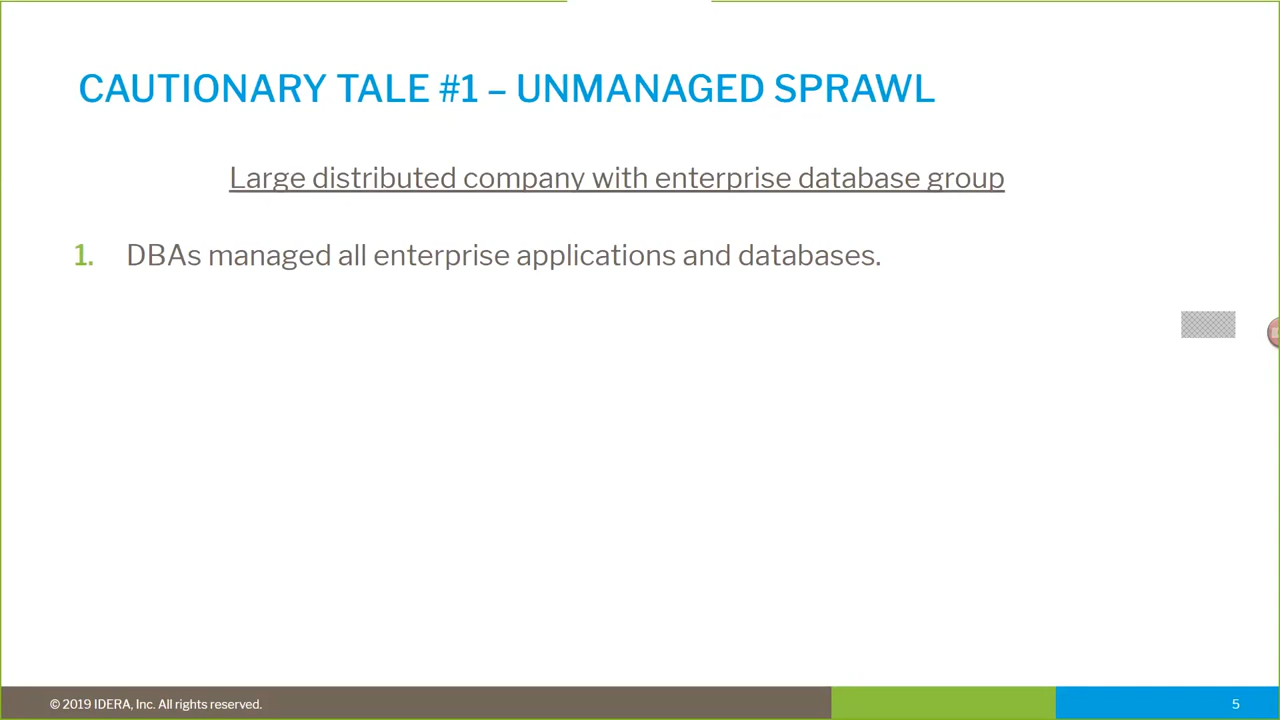 CAUTIONARY TALE #1 – UNMANAGED SPRAWL
Large distributed company with enterprise database group
1. DBAs managed all enterprise applications and databases.
© 2019 IDERA, Inc. All rights reserved.
5